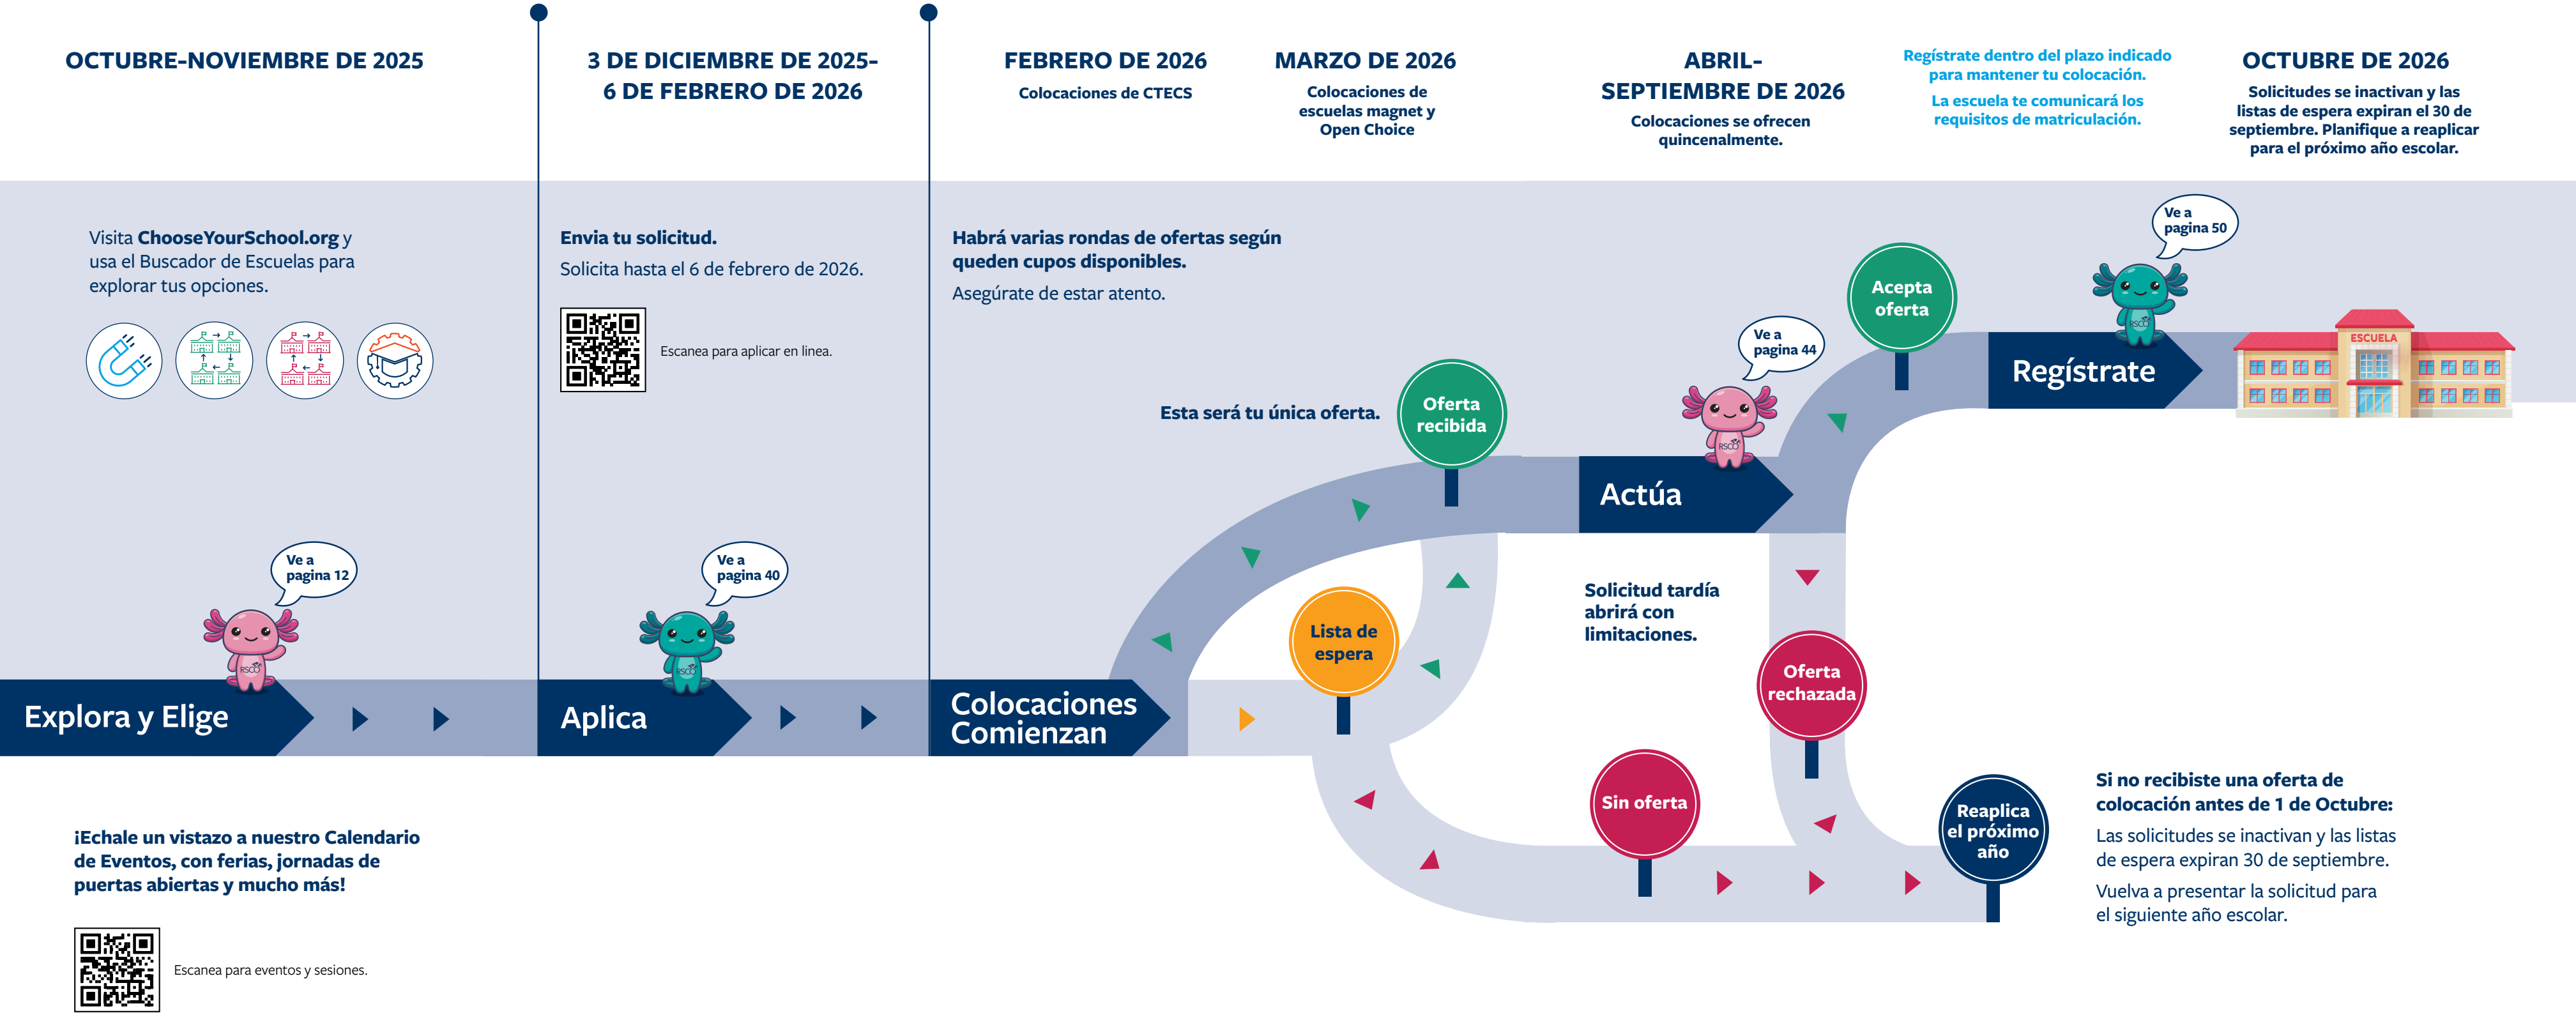 OCTUBRE-NOVIEMBRE DE 2025
3 DE DICIEMBRE DE 2025-
6 DE FEBRERO DE 2026
FEBRERO DE 2026
Colocaciones de CTECS
MARZO DE 2026
Colocaciones de
escuelas magnet y
Open Choice
ABRIL-
SEPTIEMBRE DE 2026
Colocaciones se ofrecen
quincenalmente.
Regístrate dentro del plazo indicado
para mantener tu colocación.
La escuela te comunicará los
requisitos de matriculación.
OCTUBRE DE 2026
Solicitudes se inactivan y las
listas de espera expiran el 30 de
septiembre. Planifique a reaplicar
para el próximo año escolar.
Visita ChooseYourSchool.org y
usa el Buscador de Escuelas para
explorar tus opciones.
Envia tu solicitud.
Solicita hasta el 6 de febrero de 2026.
Escanea para aplicar en linea.
Habrá varias rondas de ofertas según
queden cupos disponibles.
Asegúrate de estar atento.
Esta será tu única oferta.
Oferta
recibida
Ve a
pagina 44
RSCO
Actúa
Acepta
oferta
Ve a
pagina 50
RSCO
Regístrate
ESCUELA
Ve a
pagina 12
RSCO
Explora y Elige
Ve a
pagina 40
RSCO
Aplica
Colocaciones
Comienzan
Lista de
espera
Solicitud tardía
abrirá con
limitaciones.
Oferta
rechazada
Sin oferta
Reaplica
el próximo
año
Si no recibiste una oferta de
colocación antes de 1 de Octubre:
Las solicitudes se inactivan y las listas
de espera expiran 30 de septiembre.
Vuelva a presentar la solicitud para
el siguiente año escolar.
¡Echale un vistazo a nuestro Calendario
de Eventos, con ferias, jornadas de
puertas abiertas y mucho más!
Escanea para eventos y sesiones.